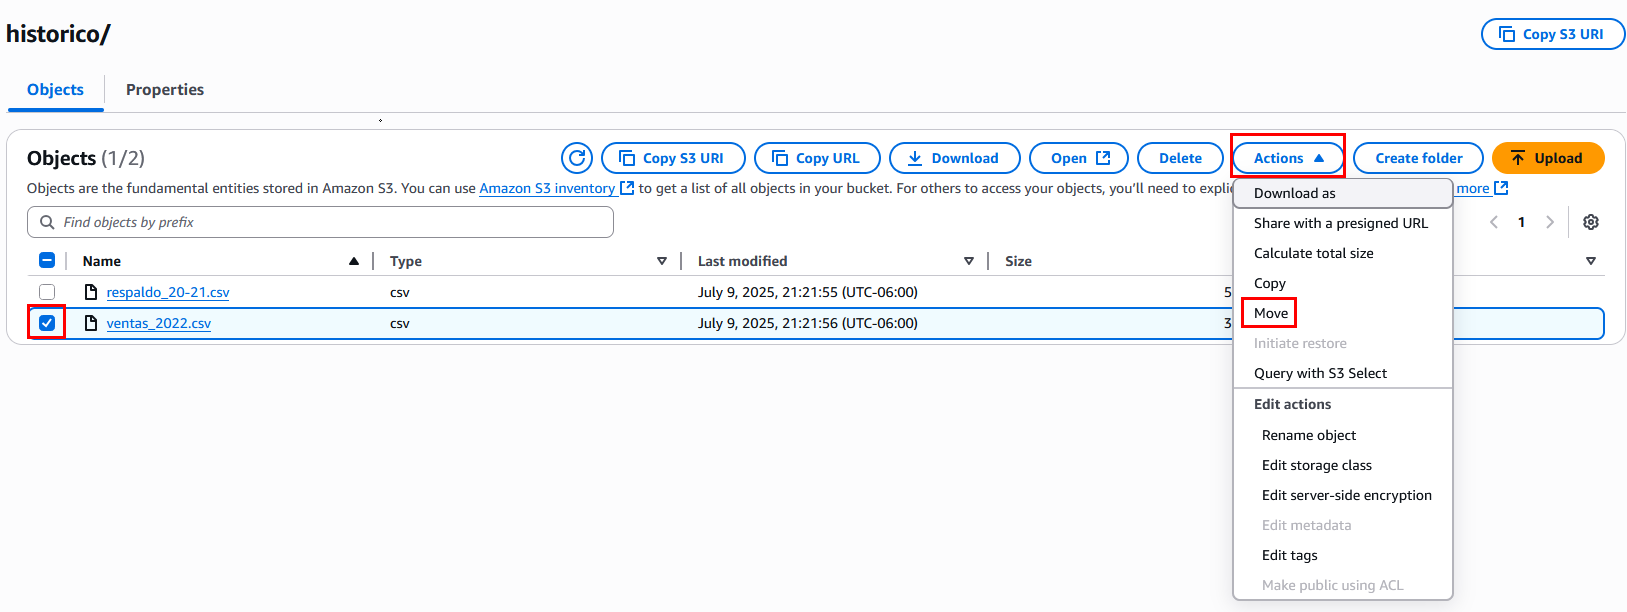 historico/
Copy S3 URI
Objects
Properties
Objects (1/2)
Copy S3 URI
Copy URL
Download
Open
Delete
Actions
Create folder
Upload
Objects are the fundamental entities stored in Amazon S3. You can use Amazon S3 inventory to get a list of all objects in your bucket. For others to access your objects, you'll need to expli
more
Find objects by prefix
1
Name
Type
Last modified
Size
respaldo_20-21.csv
csv
July 9, 2025, 21:21:55 (UTC-06:00)
5
ventas_2022.csv
csv
July 9, 2025, 21:21:56 (UTC-06:00)
3
Download as
Share with a presigned URL
Calculate total size
Copy
Move
Initiate restore
Query with S3 Select
Edit actions
Rename object
Edit storage class
Edit server-side encryption
Edit metadata
Edit tags
Make public using ACL